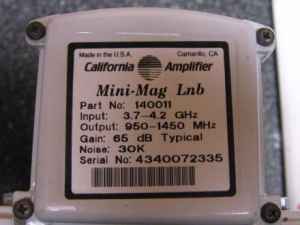 Made in the U.S.A. Camarillo, CA
California Amplifier
Mini-Mag Lnb
Part No: 140011
Input: 3.7-4.2 GHz
Output: 950-1450 MHz
Gain: 65 dB Typical
Noise: 30K
Serial No: 4340072335